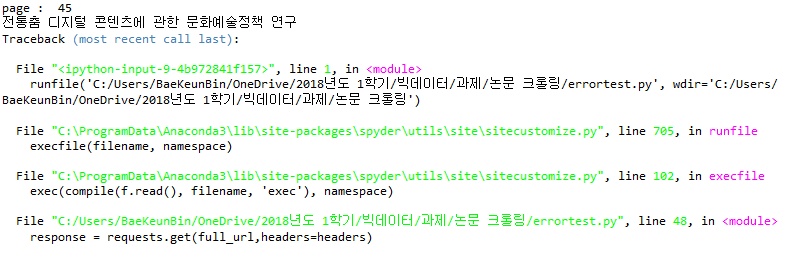 page :  45
전통춤 디지털 콘텐츠에 관한 문화예술정책 연구
Traceback (most recent call last):
  File "<ipython-input-9-4b972841f157>", line 1, in <module>
    runfile('C:/Users/BaeKeunBin/OneDrive/2018년도 1학기/빅데이터/과제/논문 크롤링/errortest.py', wdir='C:/Users/
BaeKeunBin/OneDrive/2018년도 1학기/빅데이터/과제/논문 크롤링')
  File "C:\ProgramData\Anaconda3\lib\site-packages\spyder\utils\site\sitecustomize.py", line 705, in runfile
    execfile(filename, namespace)
  File "C:\ProgramData\Anaconda3\lib\site-packages\spyder\utils\site\sitecustomize.py", line 102, in execfile
    exec(compile(f.read(), filename, 'exec'), namespace)
  File "C:/Users/BaeKeunBin/OneDrive/2018년도 1학기/빅데이터/과제/논문 크롤링/errortest.py", line 48, in <module>
    response = requests.get(full_url,headers=headers)